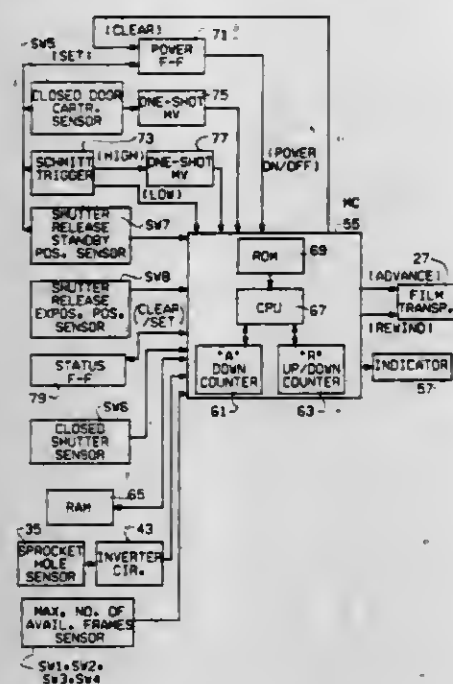 (CLEAR)
71
SW5
(SET)
POWER
F-F
CLOSED DOOR
CARTR.
SENSOR
ONE-SHOT
MV
75
73
77
SCHMITT
TRIGGER
(HIGH)
ONE-SHOT
MV
(LOW)
(POWER
ON/OFF)
SHUTTER
RELEASE
STANDBY
POS. SENSOR
SW7
MC
55
ROM
69
SHUTTER
RELEASE
EXPOS. POS.
SENSOR
SW8
CPU
67
(ADVANCE)
27
FILM
TRANSP.
(REWIND)
(CLEAR/
SET)
STATUS
F-F
79
"A"
DOWN
COUNTER
"R"
UP/DOWN
COUNTER
INDICATOR
57
61
63
SW6
CLOSED
SHUTTER
SENSOR
RAM
65
35
43
SPROCKET
HOLE
SENSOR
INVERTER
CIR.
MAX. NO. OF
AVAIL. FRAMES
SENSOR
SW1.SW2.
SW3.SW4